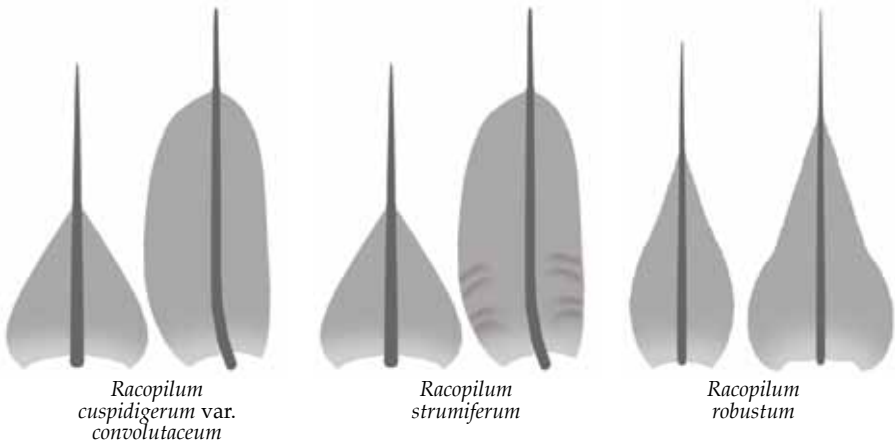 Racopilum
cuspidigerum var.
convolutaceum
Racopilum
strumiferum
Racopilum
robustum